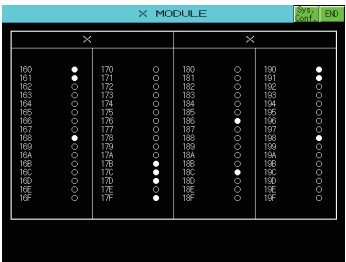 X MODULE
Sys. Conf. END
X X
160 170 180 190
161 171 181 191
162 172 182 192
163 173 183 193
164 174 184 194
165 175 185 195
166 176 186 196
167 177 187 197
168 178 188 198
169 179 189 199
16A 17A 18A 19A
16B 17B 18B 19B
16C 17C 18C 19C
16D 17D 18D 19D
16E 17E 18E 19E
16F 17F 18F 19F